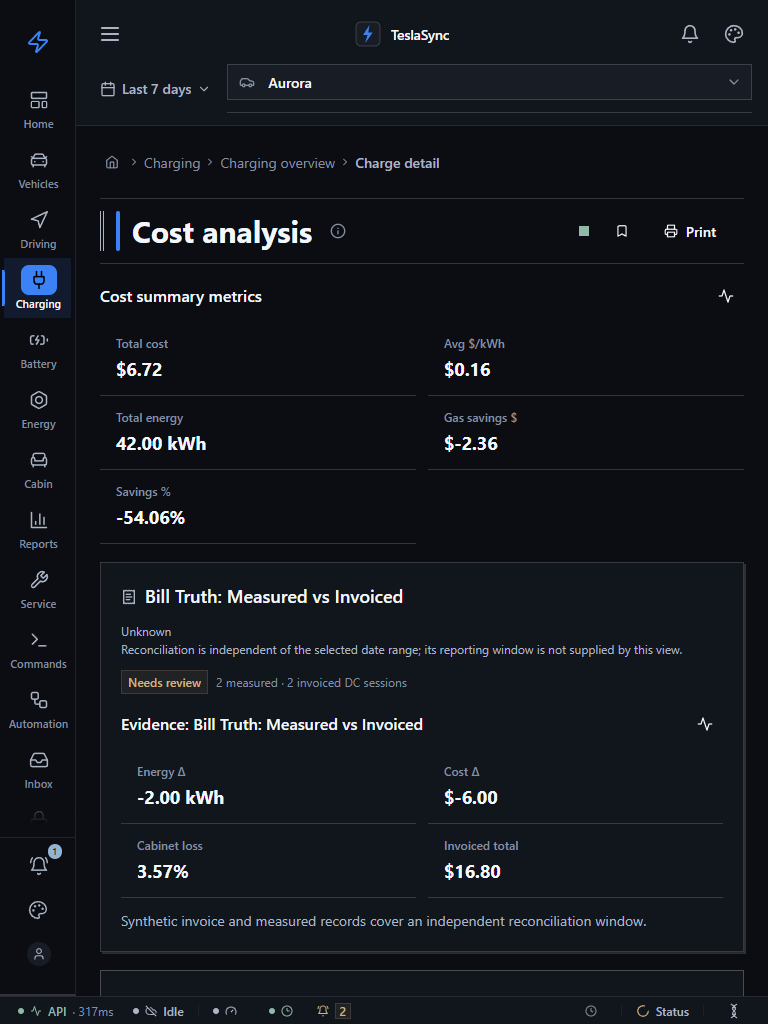 TeslaSync
Last 7 days
Aurora
Home
Vehicles
Driving
Charging
Battery
Energy
Cabin
Reports
Service
Commands
Automation
Inbox
1
Charging
Charging overview
Charge detail
Cost analysis
Print
Cost summary metrics
Total cost
$6.72
Avg $/kWh
$0.16
Total energy
42.00 kWh
Gas savings $
$-2.36
Savings %
-54.06%
Bill Truth: Measured vs Invoiced
Unknown
Reconciliation is independent of the selected date range; its reporting window is not supplied by this view.
Needs review
2 measured · 2 invoiced DC sessions
Evidence: Bill Truth: Measured vs Invoiced
Energy Δ
-2.00 kWh
Cost Δ
$-6.00
Cabinet loss
3.57%
Invoiced total
$16.80
Synthetic invoice and measured records cover an independent reconciliation window.
API · 317ms
Idle
2
Status